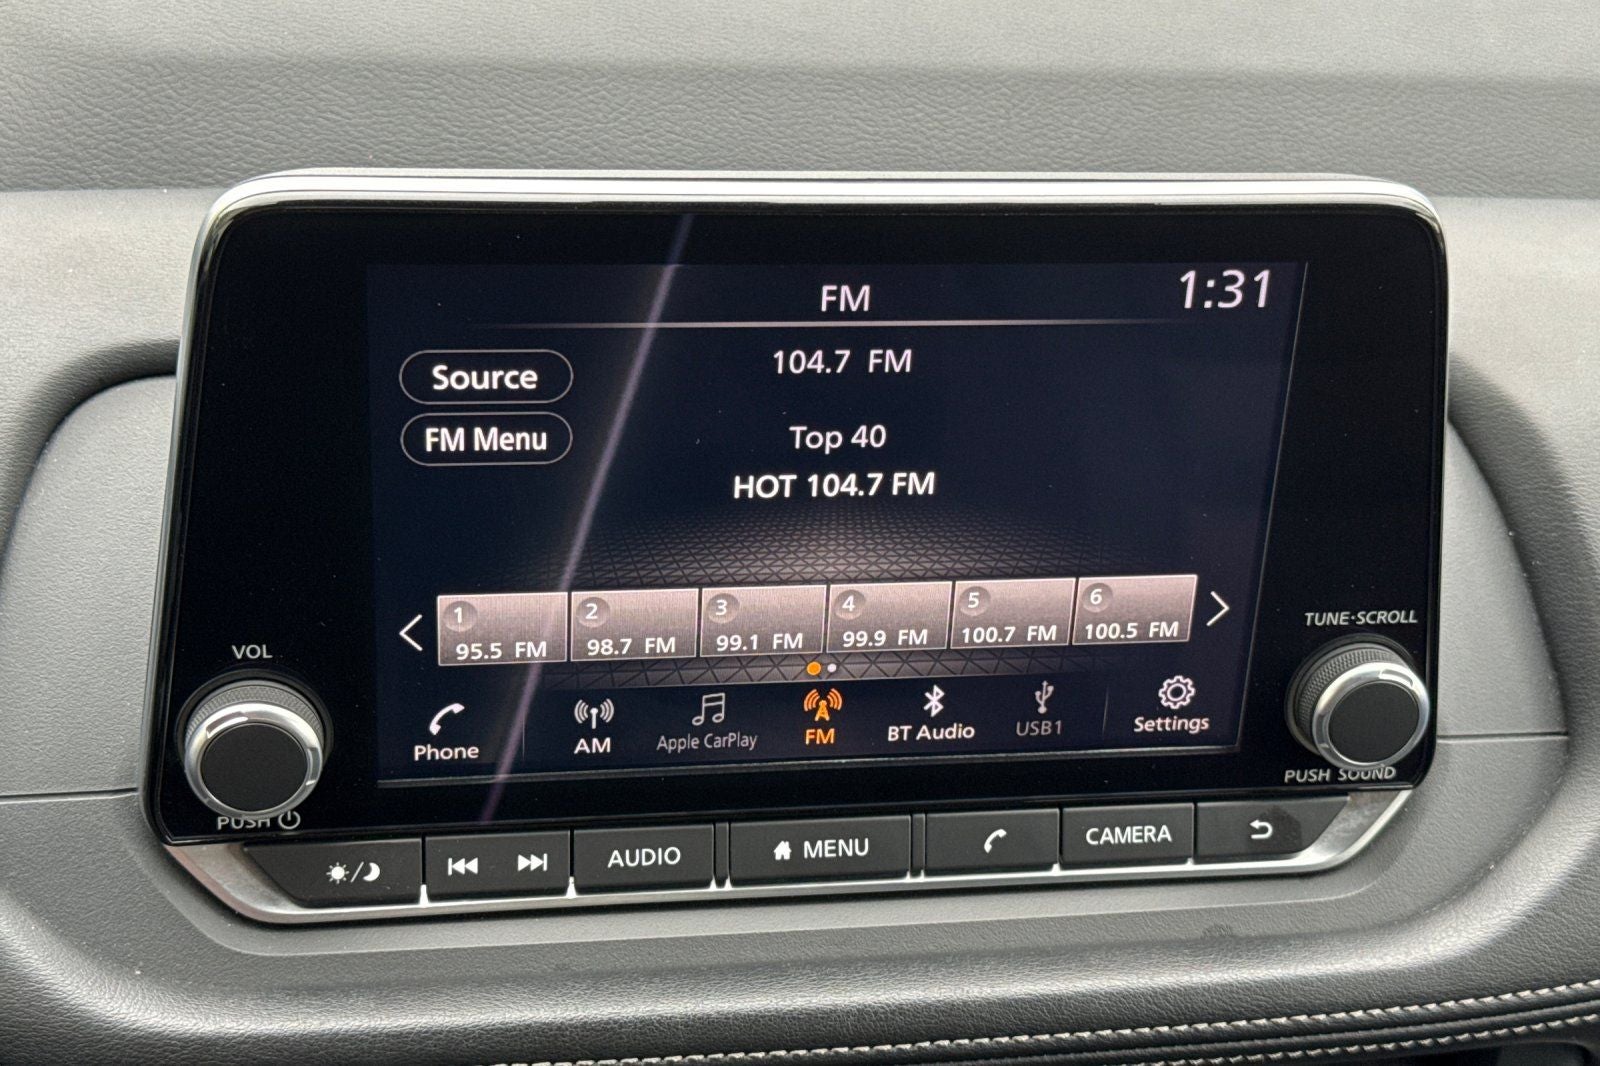 FM
1:31
Source
104.7 FM
FM Menu
Top 40
HOT 104.7 FM
1
2
3
4
5
6
95.5 FM
98.7 FM
99.1 FM
99.9 FM
100.7 FM
100.5 FM
VOL
TUNE·SCROLL
Phone
AM
Apple CarPlay
FM
BT Audio
USB1
Settings
PUSH
PUSH SOUND
AUDIO
MENU
CAMERA